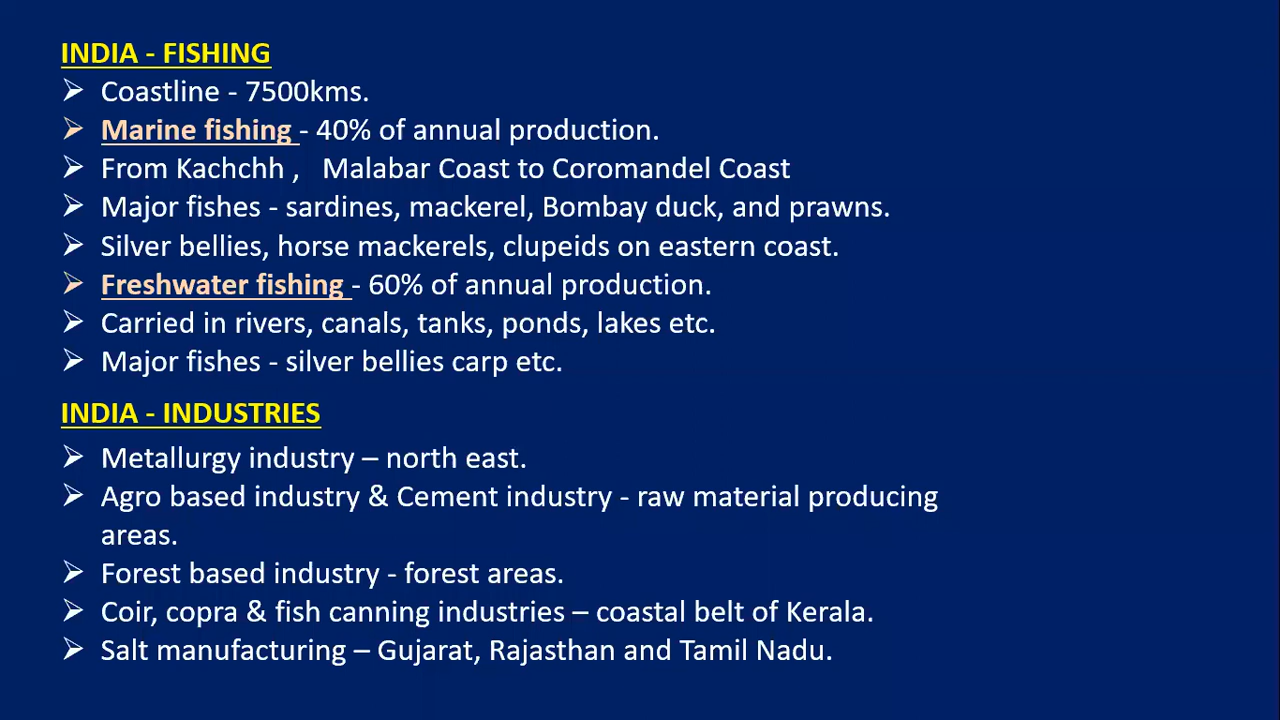 INDIA - FISHING
➢ Coastline - 7500kms.
➢ Marine fishing - 40% of annual production.
➢ From Kachchh , Malabar Coast to Coromandel Coast
➢ Major fishes - sardines, mackerel, Bombay duck, and prawns.
➢ Silver bellies, horse mackerels, clupeids on eastern coast.
➢ Freshwater fishing - 60% of annual production.
➢ Carried in rivers, canals, tanks, ponds, lakes etc.
➢ Major fishes - silver bellies carp etc.
INDIA - INDUSTRIES
➢ Metallurgy industry – north east.
➢ Agro based industry & Cement industry - raw material producing
areas.
➢ Forest based industry - forest areas.
➢ Coir, copra & fish canning industries – coastal belt of Kerala.
➢ Salt manufacturing – Gujarat, Rajasthan and Tamil Nadu.